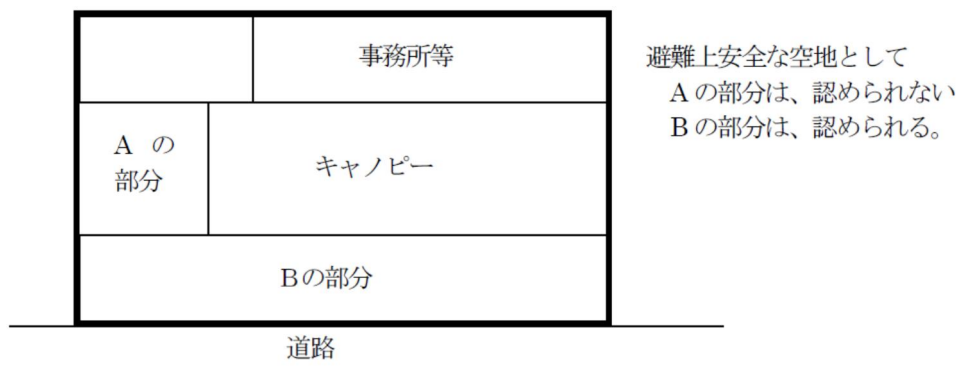 事務所等
避難上安全な空地として
Aの部分は、認められない
Bの部分は、認められる。
A の
部分
キャノピー
Bの部分
道路